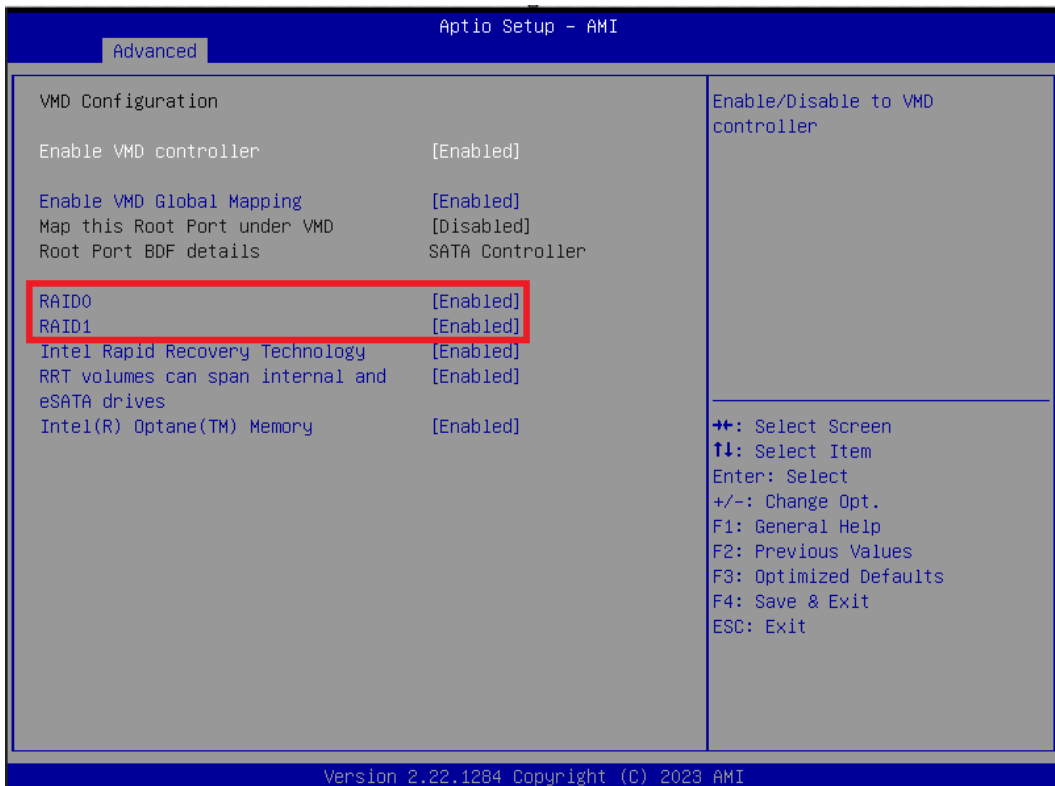 Aptio Setup – AMI
Advanced
VMD Configuration
Enable VMD controller [Enabled]
Enable VMD Global Mapping [Enabled]
Map this Root Port under VMD [Disabled]
Root Port BDF details SATA Controller
RAID0 [Enabled]
RAID1 [Enabled]
Intel Rapid Recovery Technology [Enabled]
RRT volumes can span internal and [Enabled]
eSATA drives
Intel(R) Optane(TM) Memory [Enabled]
Enable/Disable to VMD
controller
→←: Select Screen
↑↓: Select Item
Enter: Select
+/-: Change Opt.
F1: General Help
F2: Previous Values
F3: Optimized Defaults
F4: Save & Exit
ESC: Exit
Version 2.22.1284 Copyright (C) 2023 AMI